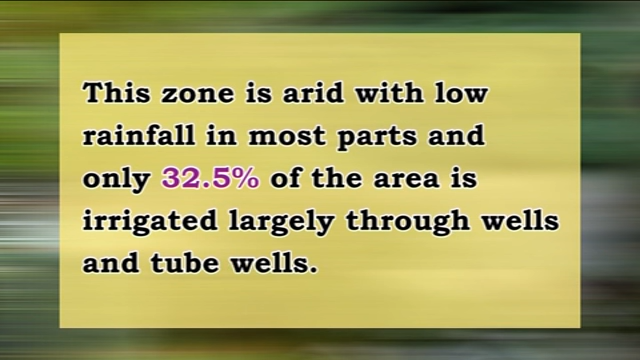 This zone is arid with low
rainfall in most parts and
only 32.5% of the area is
irrigated largely through wells
and tube wells.